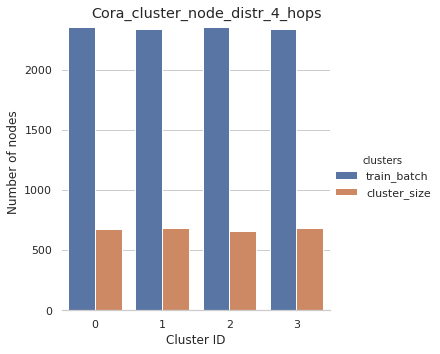 Cora_cluster_node_distr_4_hops
Number of nodes
2000
1500
1000
500
0
0 1 2 3
Cluster ID
clusters
train_batch
cluster_size